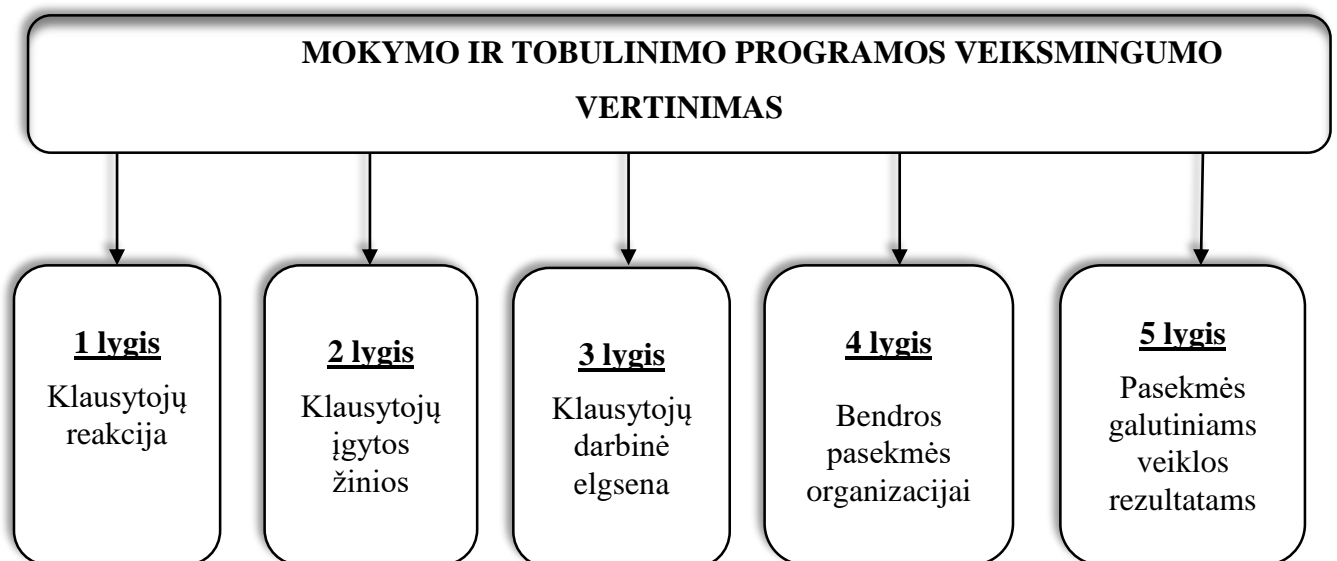 MOKYMO IR TOBULINIMO PROGRAMOS VEIKSMINGUMO
VERTINIMAS
1 lygis
Klausytojų
reakcija
2 lygis
Klausytojų
įgytos
žinios
3 lygis
Klausytojų
darbinė
elgsena
4 lygis
Bendros
pasekmės
organizacijai
5 lygis
Pasekmės
galutiniams
veiklos
rezultatams